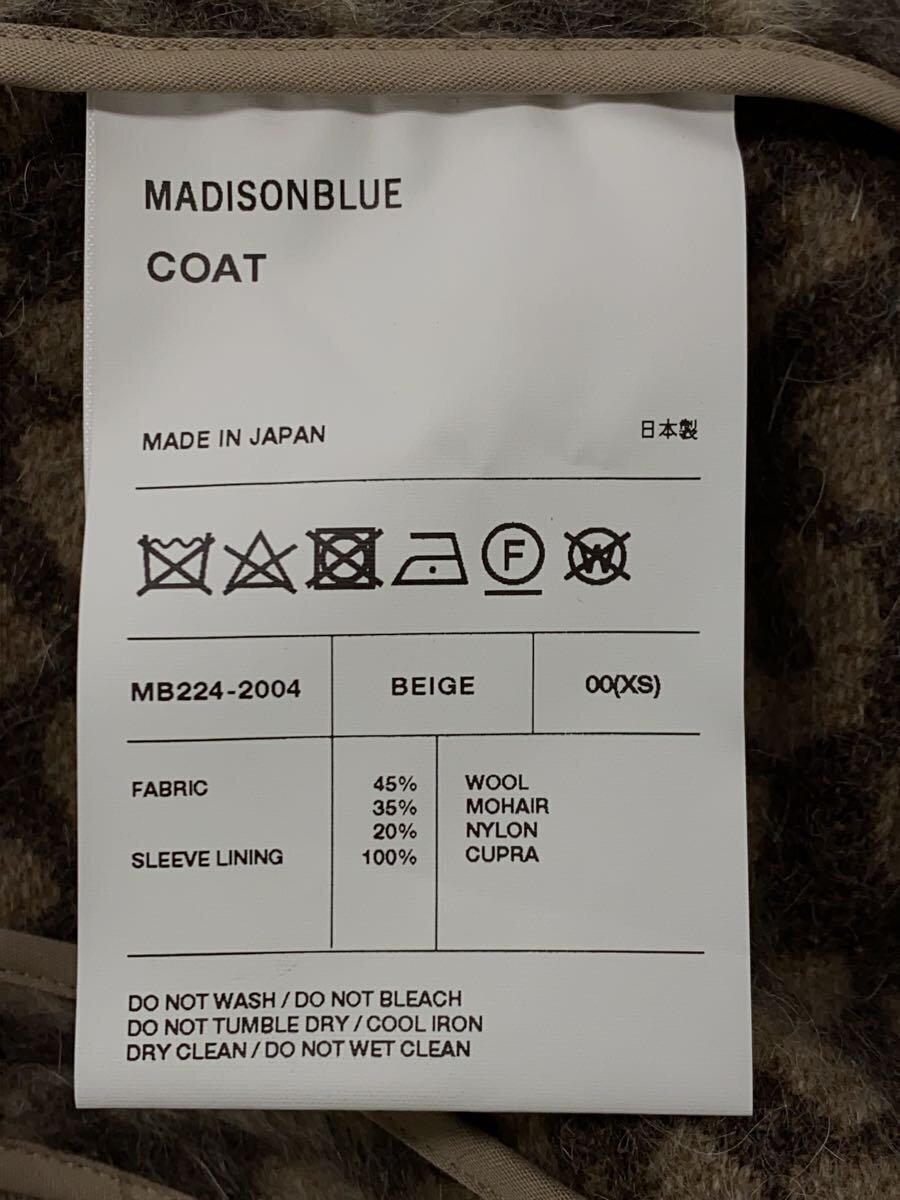 MADISONBLUE
COAT
MADE IN JAPAN 日本製
F W
MB224-2004 BEIGE 00(XS)
FABRIC 45% WOOL
35% MOHAIR
20% NYLON
SLEEVE LINING 100% CUPRA
DO NOT WASH / DO NOT BLEACH
DO NOT TUMBLE DRY / COOL IRON
DRY CLEAN / DO NOT WET CLEAN